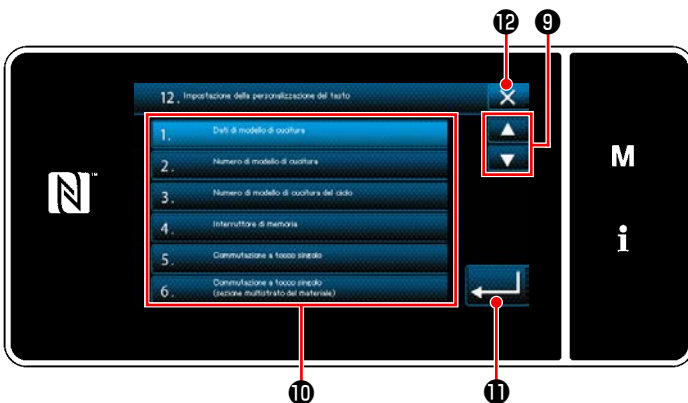 ⓬ ❾
12. Impostazione della personalizzazione del tasto
1. Dati di modello di cucitura
2. Numero di modello di cucitura
3. Numero di modello di cucitura del ciclo
4. Interruttore di memoria
5. Commutazione a tocco singolo
6. Commutazione a tocco singolo
(sezione multistrato del materiale)
N
M
i
❿ ⓫